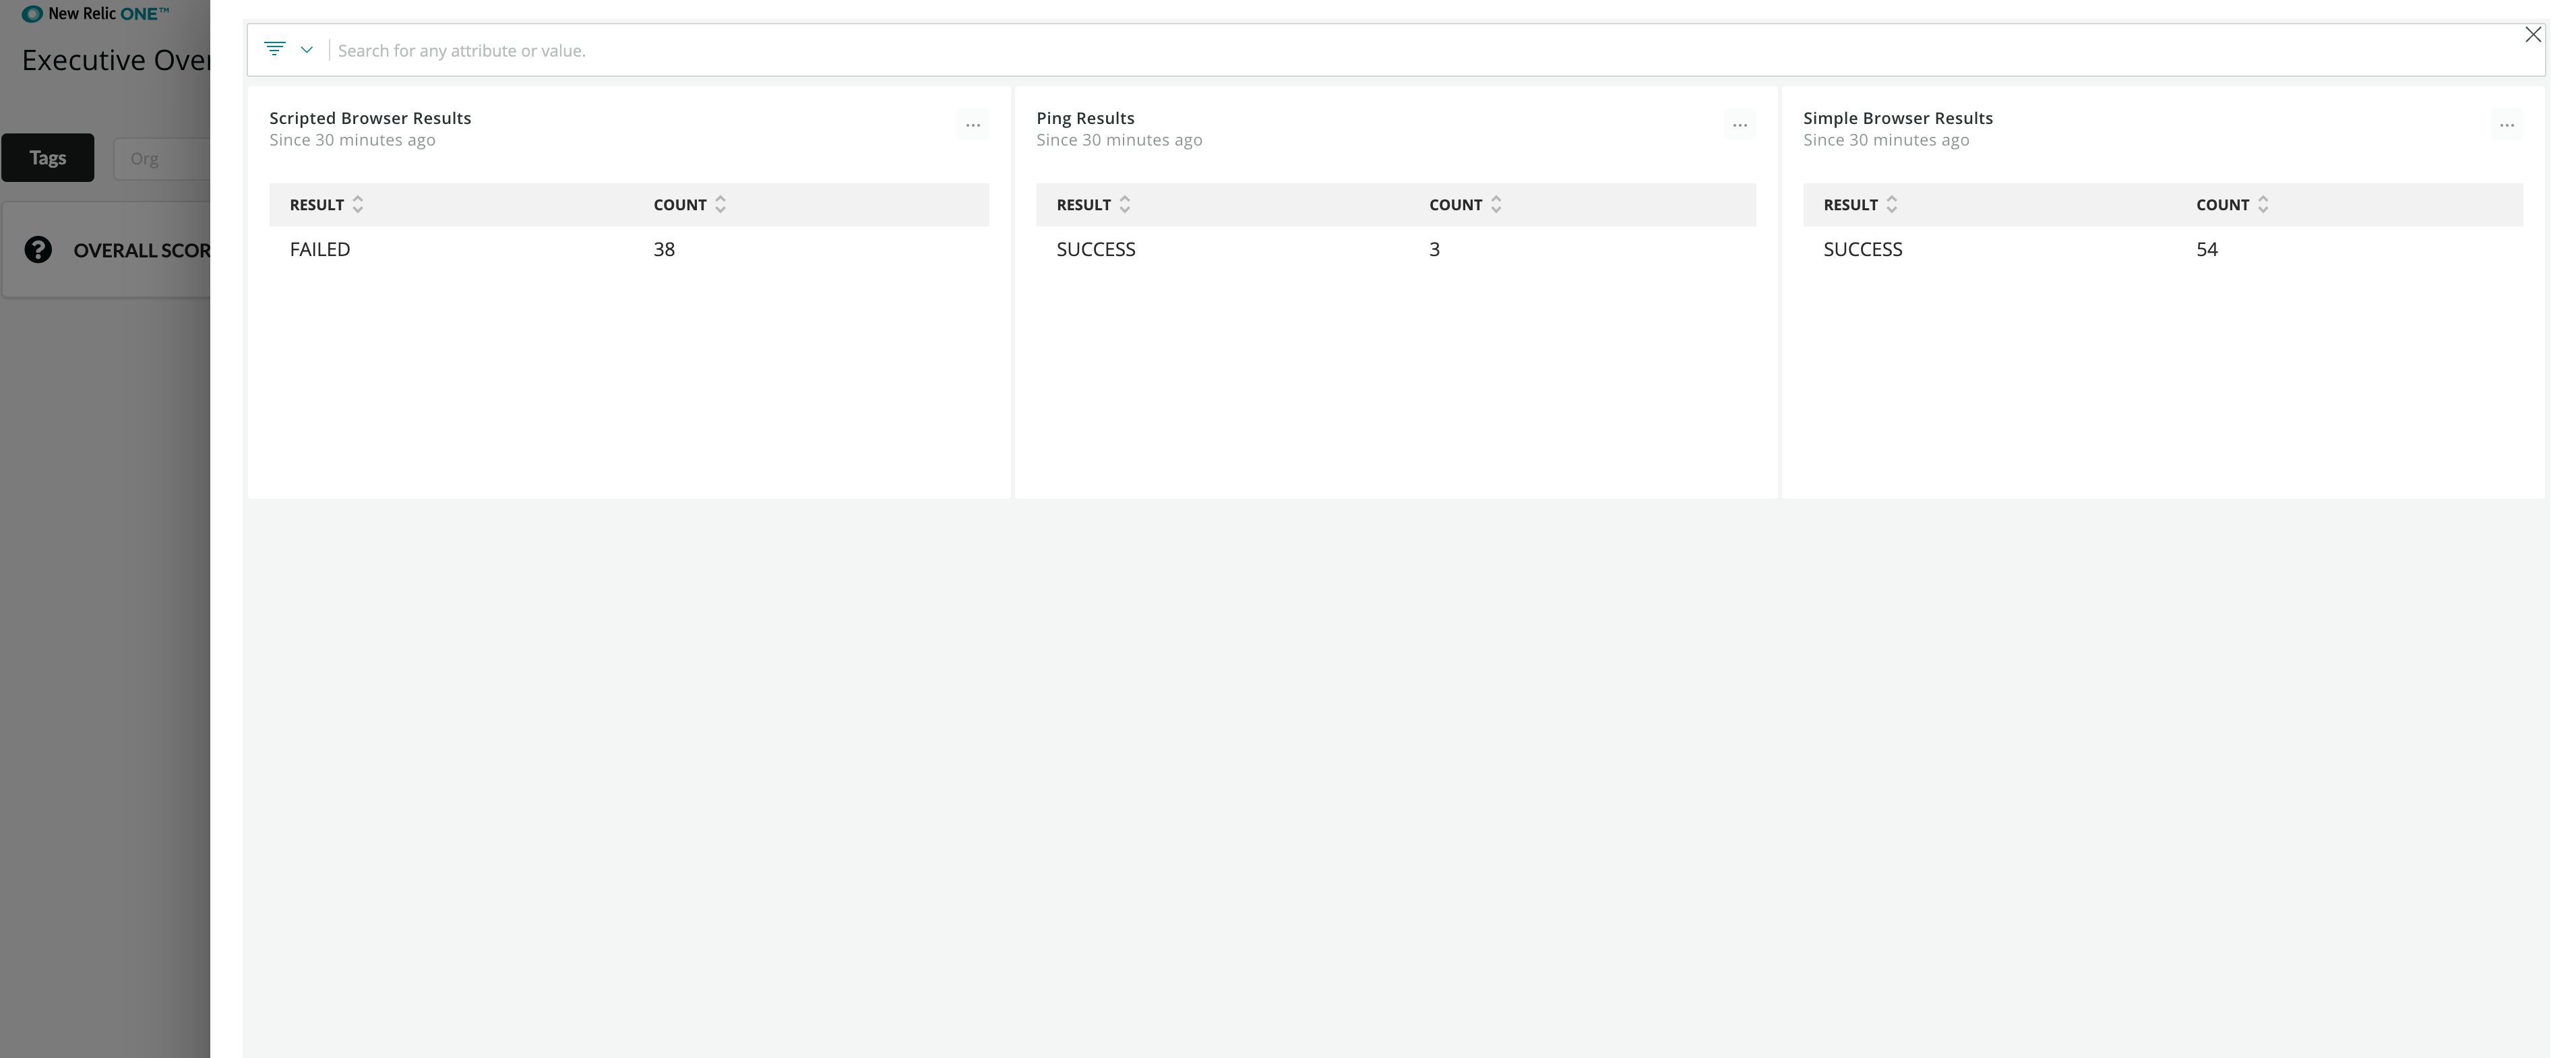 New Relic ONE™
Executive Over
Tags
Org
OVERALL SCOR
Search for any attribute or value.
Scripted Browser Results
Since 30 minutes ago
RESULT COUNT
FAILED 38
Ping Results
Since 30 minutes ago
RESULT COUNT
SUCCESS 3
Simple Browser Results
Since 30 minutes ago
RESULT COUNT
SUCCESS 54